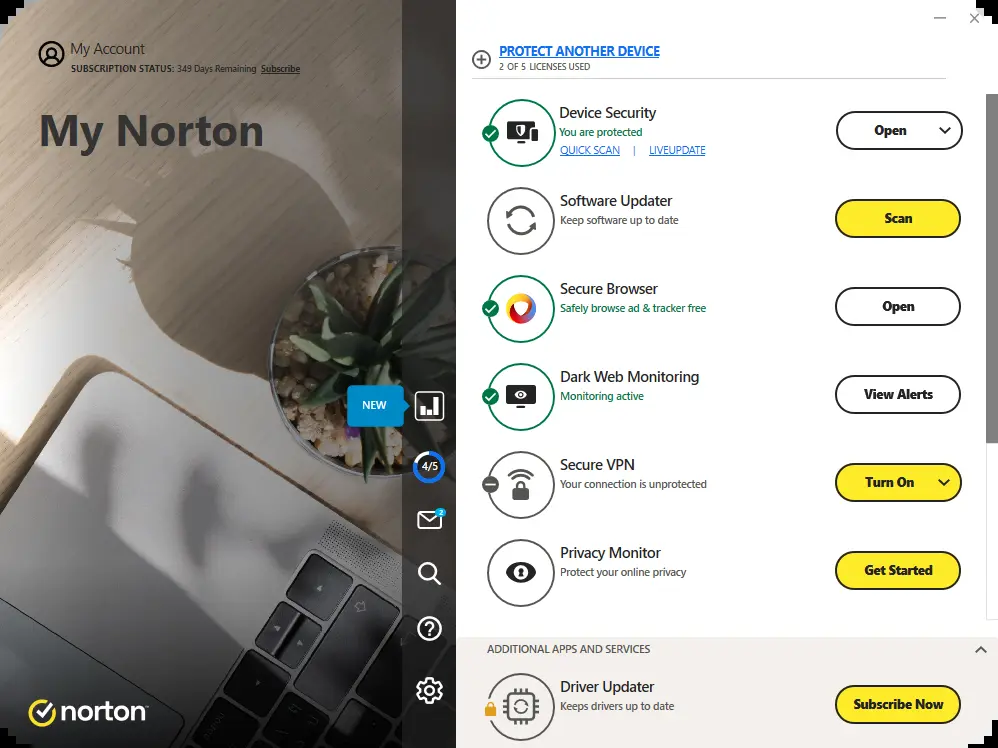 My Account
SUBSCRIPTION STATUS: 349 Days Remaining Subscribe
My Norton
NEW
4/5
2
norton
PROTECT ANOTHER DEVICE
2 OF 5 LICENSES USED
Device Security
You are protected
QUICK SCAN | LIVEUPDATE
Open
Software Updater
Keep software up to date
Scan
Secure Browser
Safely browse ad & tracker free
Open
Dark Web Monitoring
Monitoring active
View Alerts
Secure VPN
Your connection is unprotected
Turn On
Privacy Monitor
Protect your online privacy
Get Started
ADDITIONAL APPS AND SERVICES
Driver Updater
Keeps drivers up to date
Subscribe Now